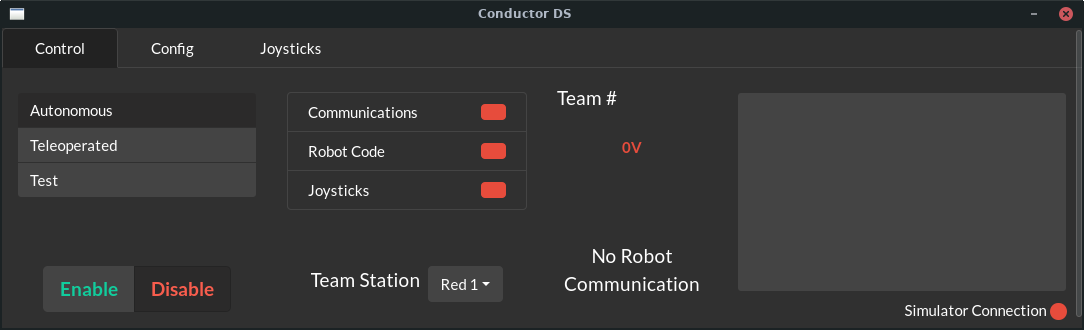 Conductor DS
Control
Config
Joysticks
Autonomous
Teleoperated
Test
Communications
Robot Code
Joysticks
Team #
0V
Enable
Disable
Team Station
Red 1
No Robot
Communication
Simulator Connection